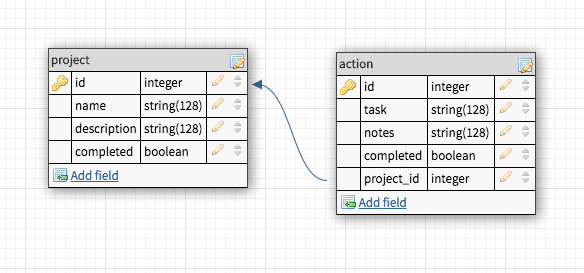 project
id integer
name string(128)
description string(128)
completed boolean
Add field
action
id integer
task string(128)
notes string(128)
completed boolean
project_id integer
Add field